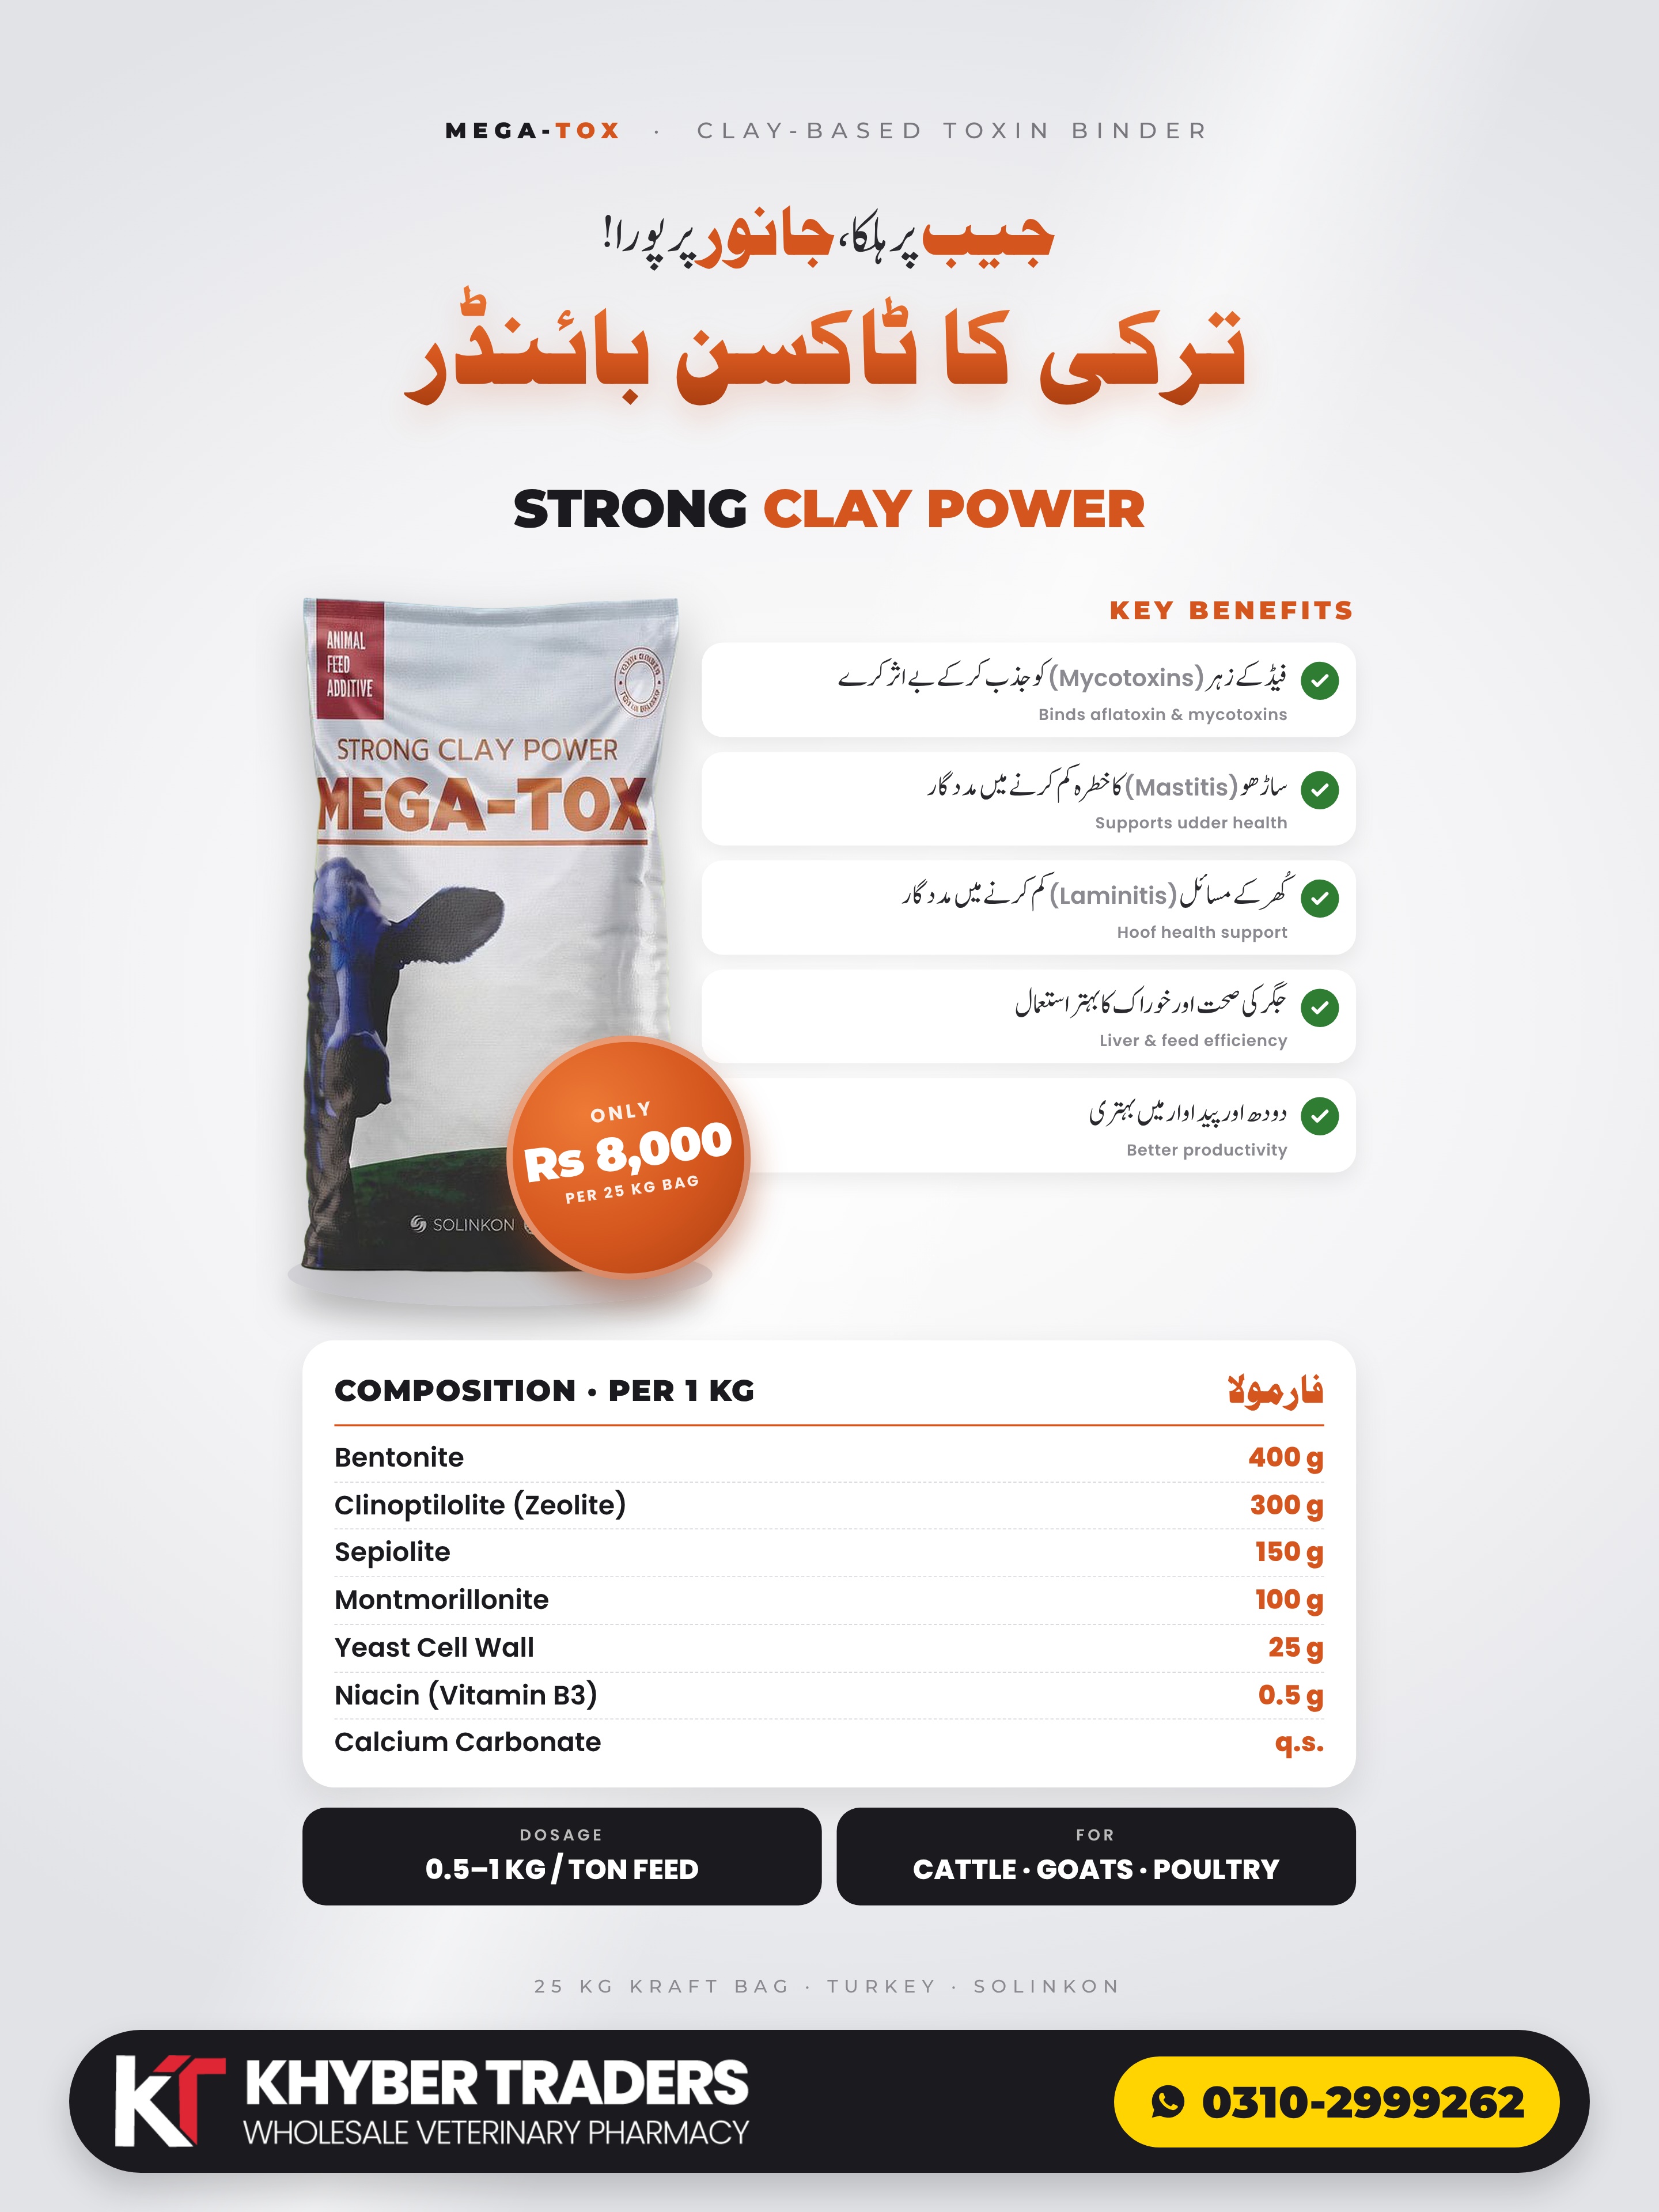 MEGA-TOX · CLAY-BASED TOXIN BINDER
جیب پر ہلکا، جانور پر پورا!
ترکی کا ٹاکسن بائنڈر
STRONG CLAY POWER
ANIMAL
FEED
ADDITIVE
STRONG CLAY POWER
MEGA-TOX
SOLINKON
ONLY
Rs 8,000
PER 25 KG BAG
KEY BENEFITS
فیڈ کے زہر (Mycotoxins) کو جذب کر کے بے اثر کرے
Binds aflatoxin & mycotoxins
ساڑھو (Mastitis) کا خطرہ کم کرنے میں مددگار
Supports udder health
کُھر کے مسائل (Laminitis) کم کرنے میں مددگار
Hoof health support
جگر کی صحت اور خوراک کا بہتر استعمال
Liver & feed efficiency
دودھ اور پیداوار میں بہتری
Better productivity
COMPOSITION · PER 1 KG فارمولا
Bentonite 400 g
Clinoptilolite (Zeolite) 300 g
Sepiolite 150 g
Montmorillonite 100 g
Yeast Cell Wall 25 g
Niacin (Vitamin B3) 0.5 g
Calcium Carbonate q.s.
DOSAGE
0.5–1 KG / TON FEED
FOR
CATTLE · GOATS · POULTRY
25 KG KRAFT BAG · TURKEY · SOLINKON
KT KHYBER TRADERS
WHOLESALE VETERINARY PHARMACY
0310-2999262